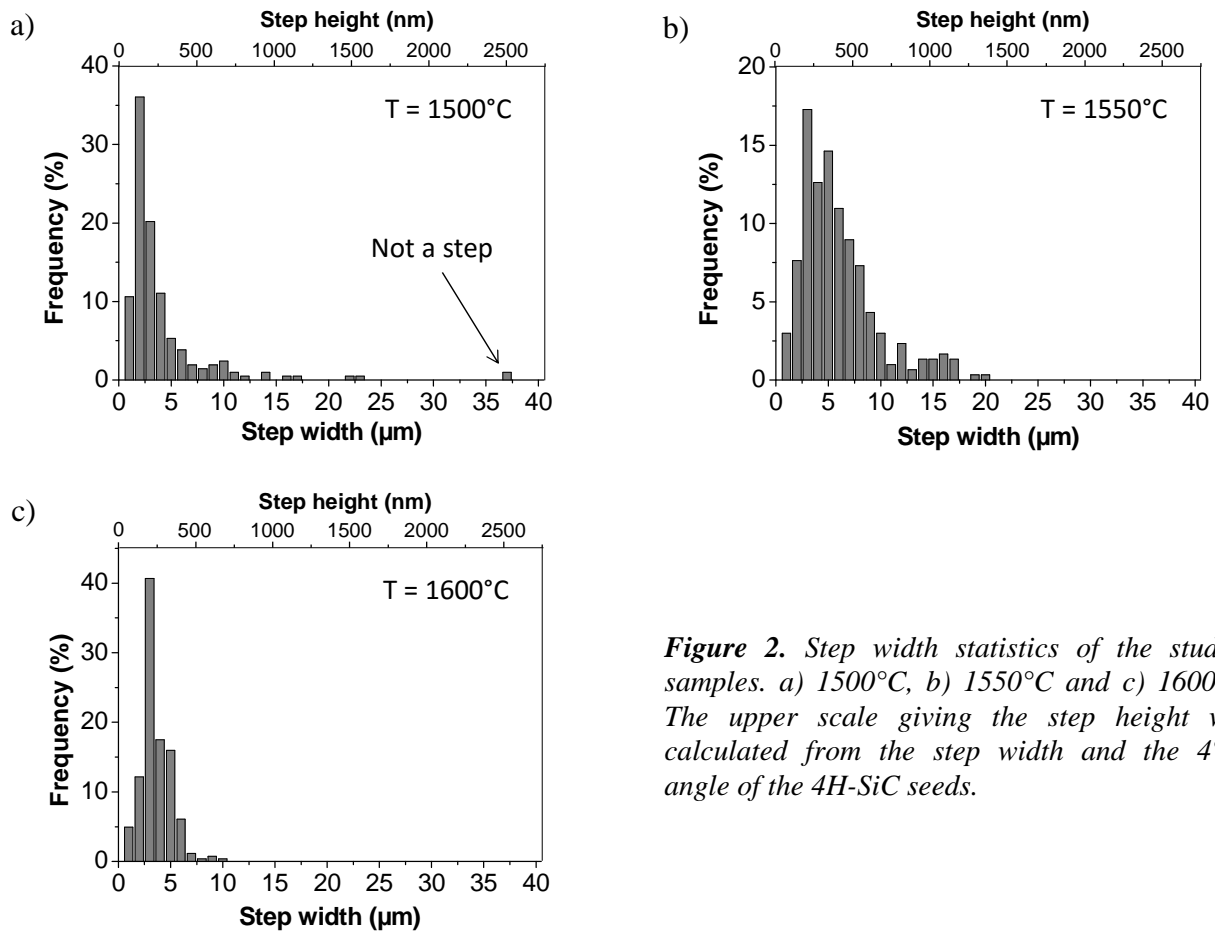 a)
Step height (nm)
0 500 1000 1500 2000 2500
40
30
20
10
0
Frequency (%)
T = 1500°C
Not a step
0 5 10 15 20 25 30 35 40
Step width (µm)
b)
Step height (nm)
0 500 1000 1500 2000 2500
20
15
10
5
0
Frequency (%)
T = 1550°C
0 5 10 15 20 25 30 35 40
Step width (µm)
c)
Step height (nm)
0 500 1000 1500 2000 2500
40
30
20
10
0
Frequency (%)
T = 1600°C
0 5 10 15 20 25 30 35 40
Step width (µm)
Figure 2. Step width statistics of the stud
samples. a) 1500°C, b) 1550°C and c) 1600
The upper scale giving the step height
calculated from the step width and the 4°
angle of the 4H-SiC seeds.